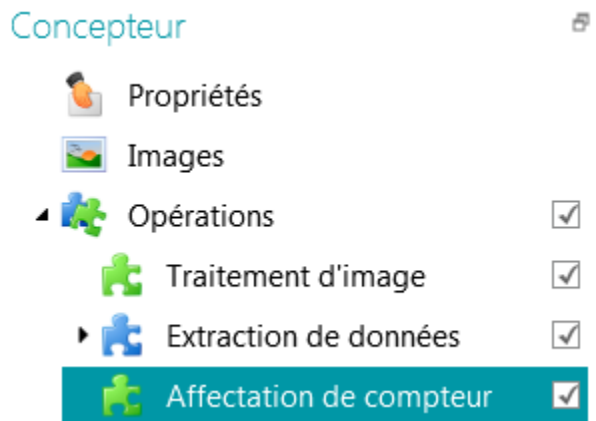 Concepteur
Propriétés
Images
Opérations
Traitement d'image
Extraction de données
Affectation de compteur